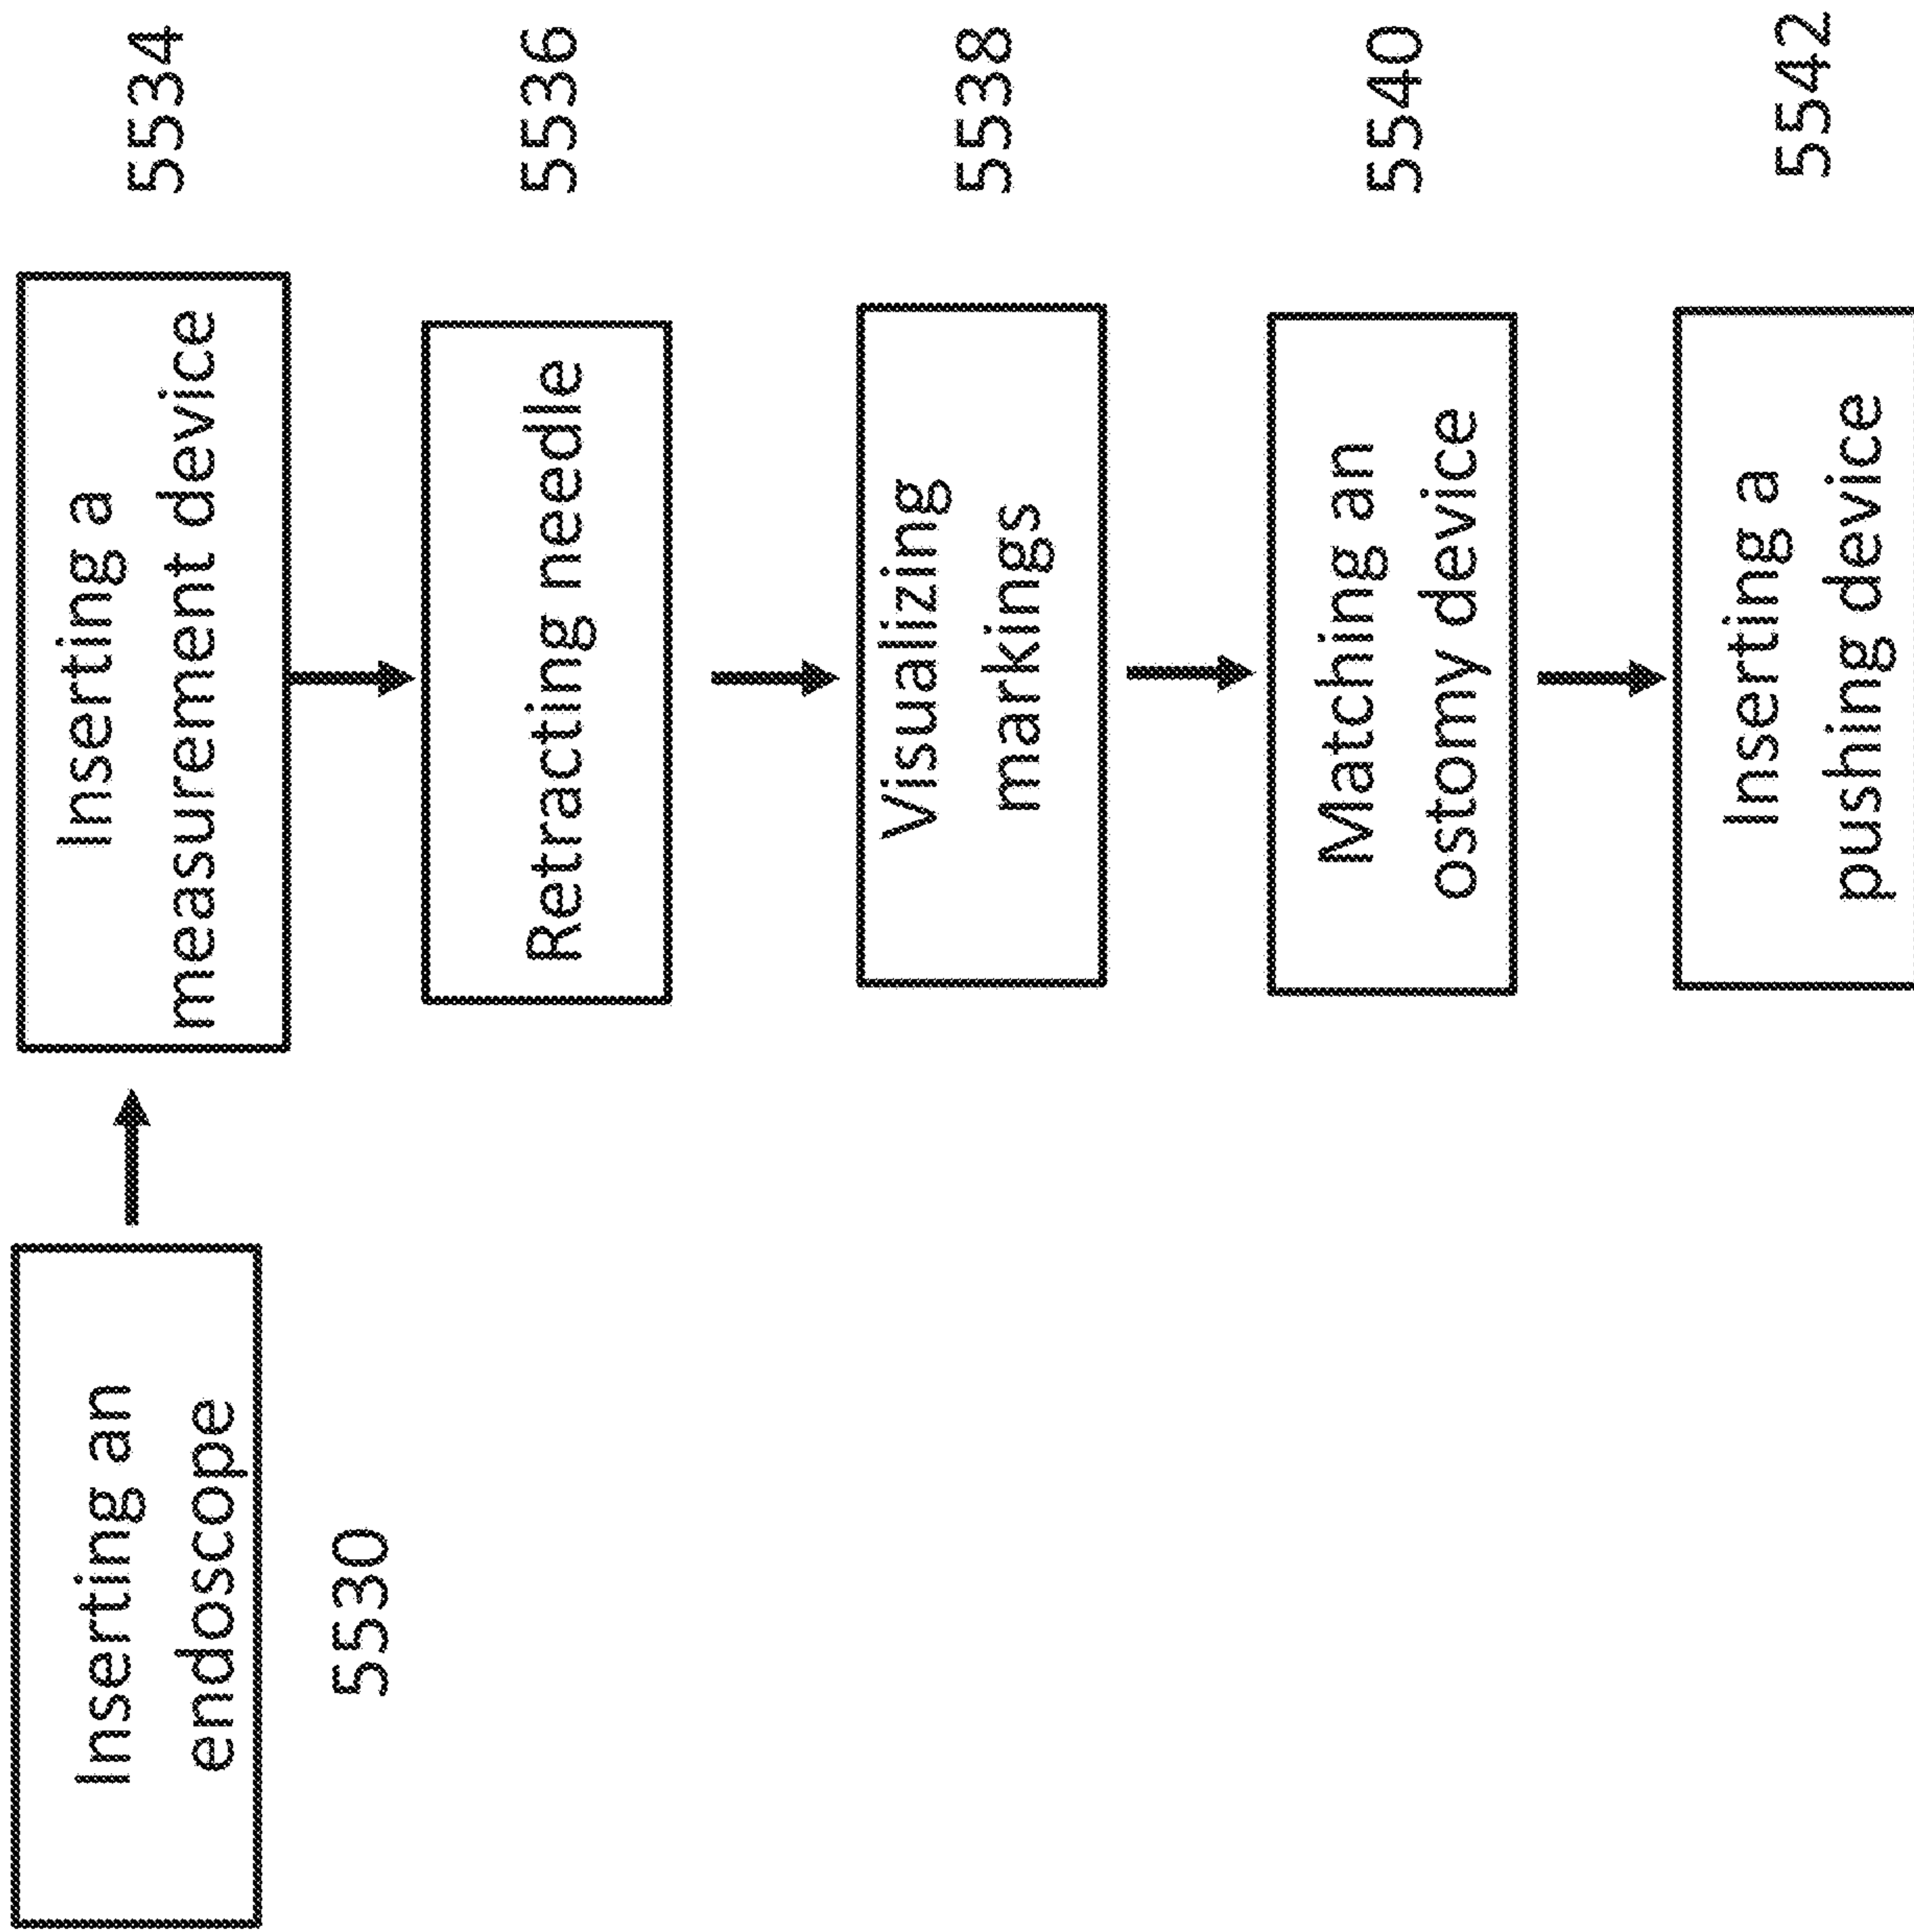 Inserting an
endoscope
5530
Inserting a
measurement device
5534
Retracting needle
5536
Visualizing
markings
5538
Matching an
ostomy device
5540
Inserting a
pushing device
5542